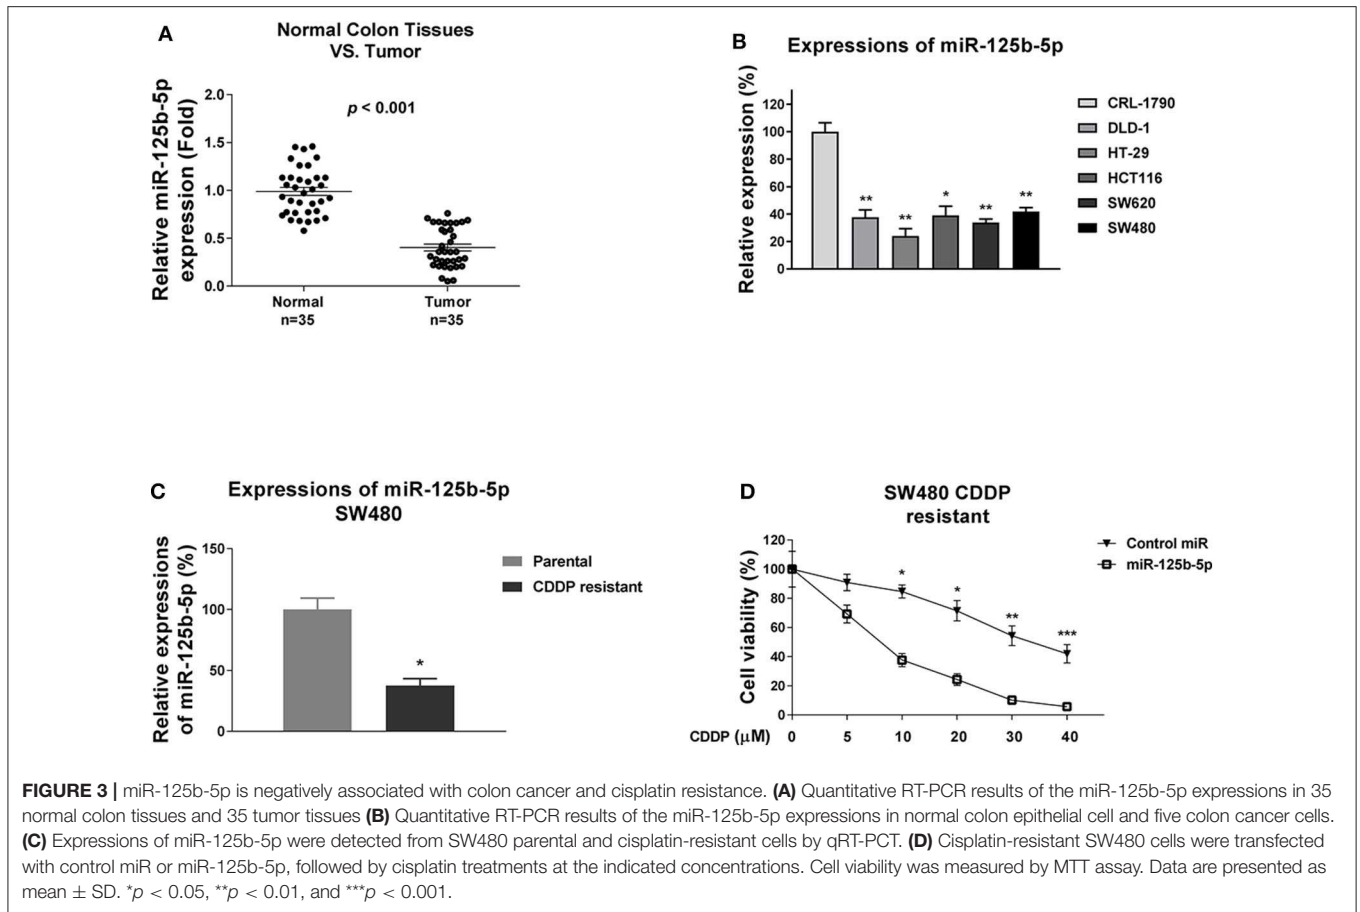 A
Normal Colon Tissues
VS. Tumor
Relative miR-125b-5p
expression (Fold)
2.0
1.5
1.0
0.5
0.0
p < 0.001
Normal
n=35
Tumor
n=35
B
Expressions of miR-125b-5p
Relative expression (%)
120
100
80
60
40
20
0
**
**
*
**
**
CRL-1790
DLD-1
HT-29
HCT116
SW620
SW480
C
Expressions of miR-125b-5p
SW480
Relative expressions
of miR-125b-5p (%)
150
100
50
0
*
Parental
CDDP resistant
D
SW480 CDDP
resistant
Cell viability (%)
120
100
80
60
40
20
0
*
*
**
***
Control miR
miR-125b-5p
CDDP (μM) 0 5 10 20 30 40
FIGURE 3 | miR-125b-5p is negatively associated with colon cancer and cisplatin resistance. (A) Quantitative RT-PCR results of the miR-125b-5p expressions in 35
normal colon tissues and 35 tumor tissues (B) Quantitative RT-PCR results of the miR-125b-5p expressions in normal colon epithelial cell and five colon cancer cells.
(C) Expressions of miR-125b-5p were detected from SW480 parental and cisplatin-resistant cells by qRT-PCT. (D) Cisplatin-resistant SW480 cells were transfected
with control miR or miR-125b-5p, followed by cisplatin treatments at the indicated concentrations. Cell viability was measured by MTT assay. Data are presented as
mean ± SD. *p < 0.05, **p < 0.01, and ***p < 0.001.